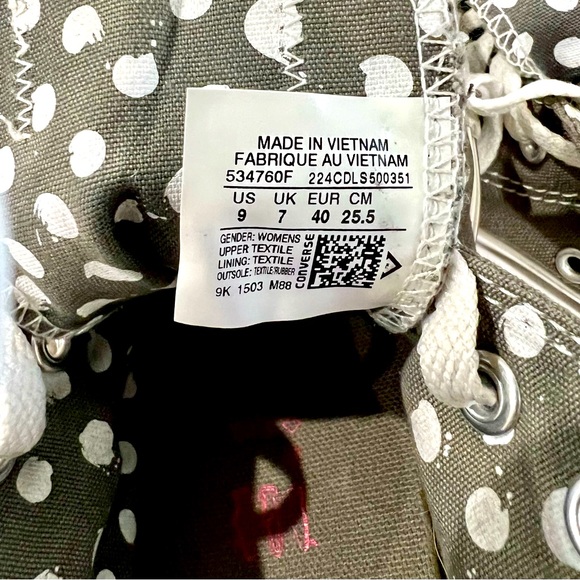 MADE IN VIETNAM
FABRIQUE AU VIETNAM
534760F 224CDLS500351
US UK EUR CM
9 7 40 25.5
GENDER: WOMENS
UPPER TEXTILE
LINING: TEXTILE
OUTSOLE: TEXTILE/RUBBER
CONVERSE
9K 1503 M88